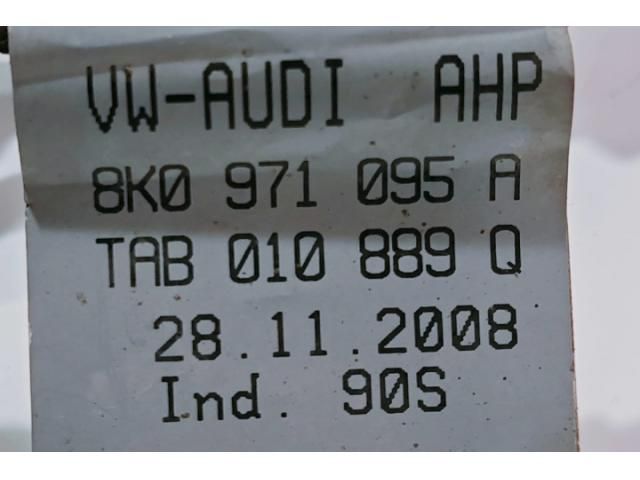 VW-AUDI AHP
8K0 971 095 A
TAB 010 889 Q
28.11.2008
Ind. 90S